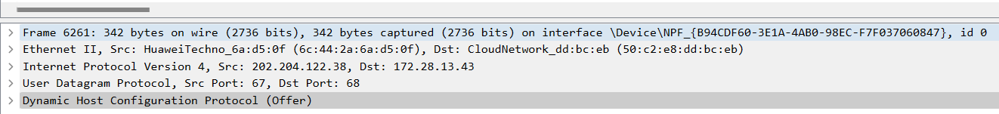 Frame 6261: 342 bytes on wire (2736 bits), 342 bytes captured (2736 bits) on interface \Device\NPF_{B94CDF60-3E1A-4AB0-98EC-F7F037060847}, id 0
Ethernet II, Src: HuaweiTechno_6a:d5:0f (6c:44:2a:6a:d5:0f), Dst: CloudNetwork_dd:bc:eb (50:c2:e8:dd:bc:eb)
Internet Protocol Version 4, Src: 202.204.122.38, Dst: 172.28.13.43
User Datagram Protocol, Src Port: 67, Dst Port: 68
Dynamic Host Configuration Protocol (Offer)